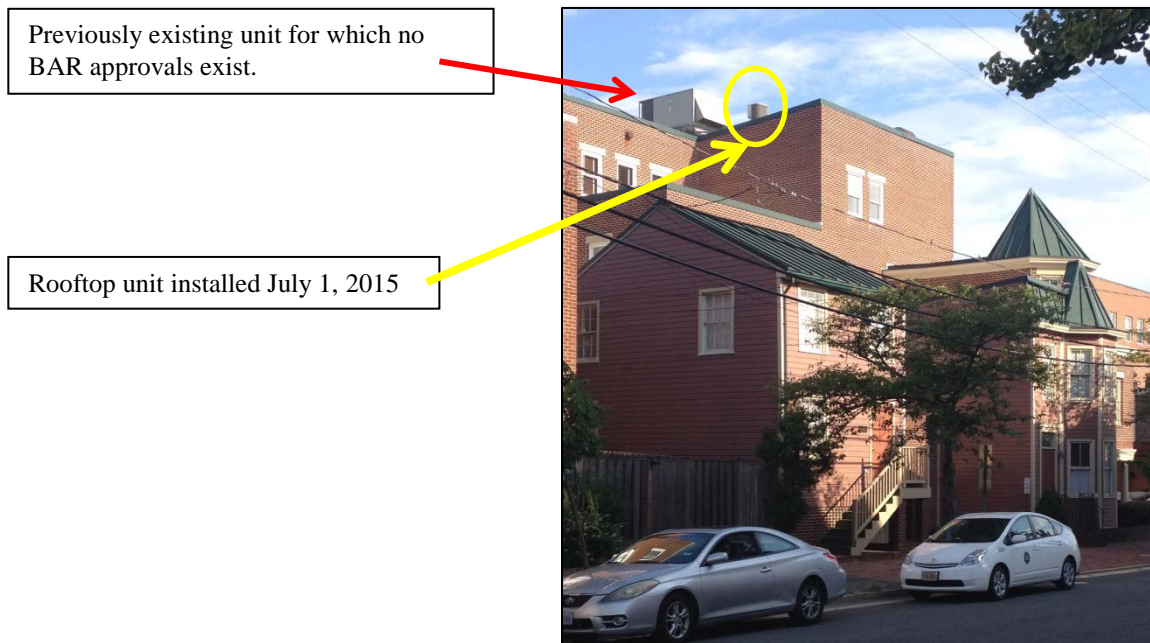 Previously existing unit for which no
BAR approvals exist.
Rooftop unit installed July 1, 2015